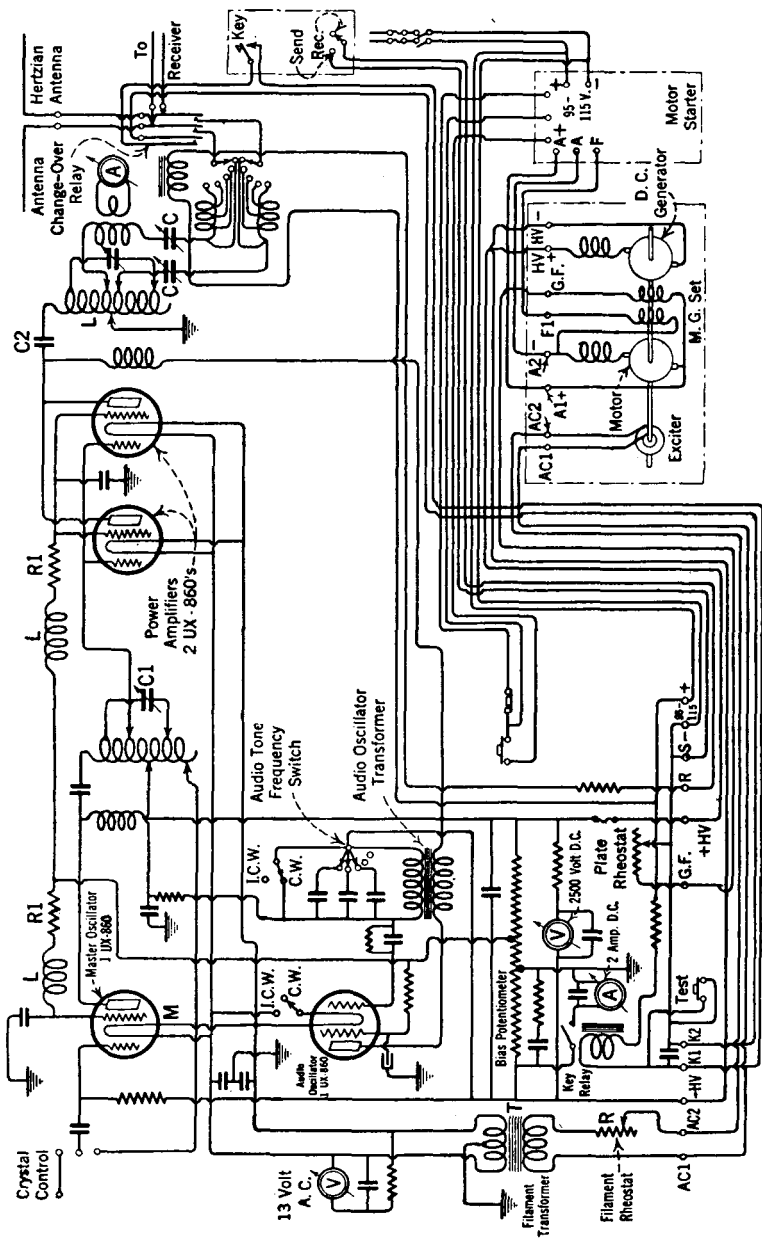 Crystal
Control
L
R1
Master Oscillator
1 UX-860
M
L
R1
C1
Power
Amplifiers
2 UX-860's
C2
L
C
C
A
Antenna
Change-Over
Relay
Hertzian
Antenna
To
Receiver
Key
Send
Rec.
I.C.W.
C.W.
Audio Tone
Frequency
Switch
Audio Oscillator
Transformer
I.C.W.
C.W.
Audio
Oscillator
1 UX-860
13 Volt
A.C.
V
T
Filament
Transformer
R
Filament
Rheostat
AC1
AC2
-HV
K1
K2
Test
Key
Relay
A
2 Amp. D.C.
Bias Potentiometer
V
2500 Volt D.C.
Plate
Rheostat
G.F.
+HV
R
S
-
95-
115
+
AC1
AC2
A1+
A2
-
F1
G.F.
HV
+
HV
-
Exciter
Motor
M. G. Set
D. C.
Generator
A+
A
F
+
95-
115 V.
-
Motor
Starter